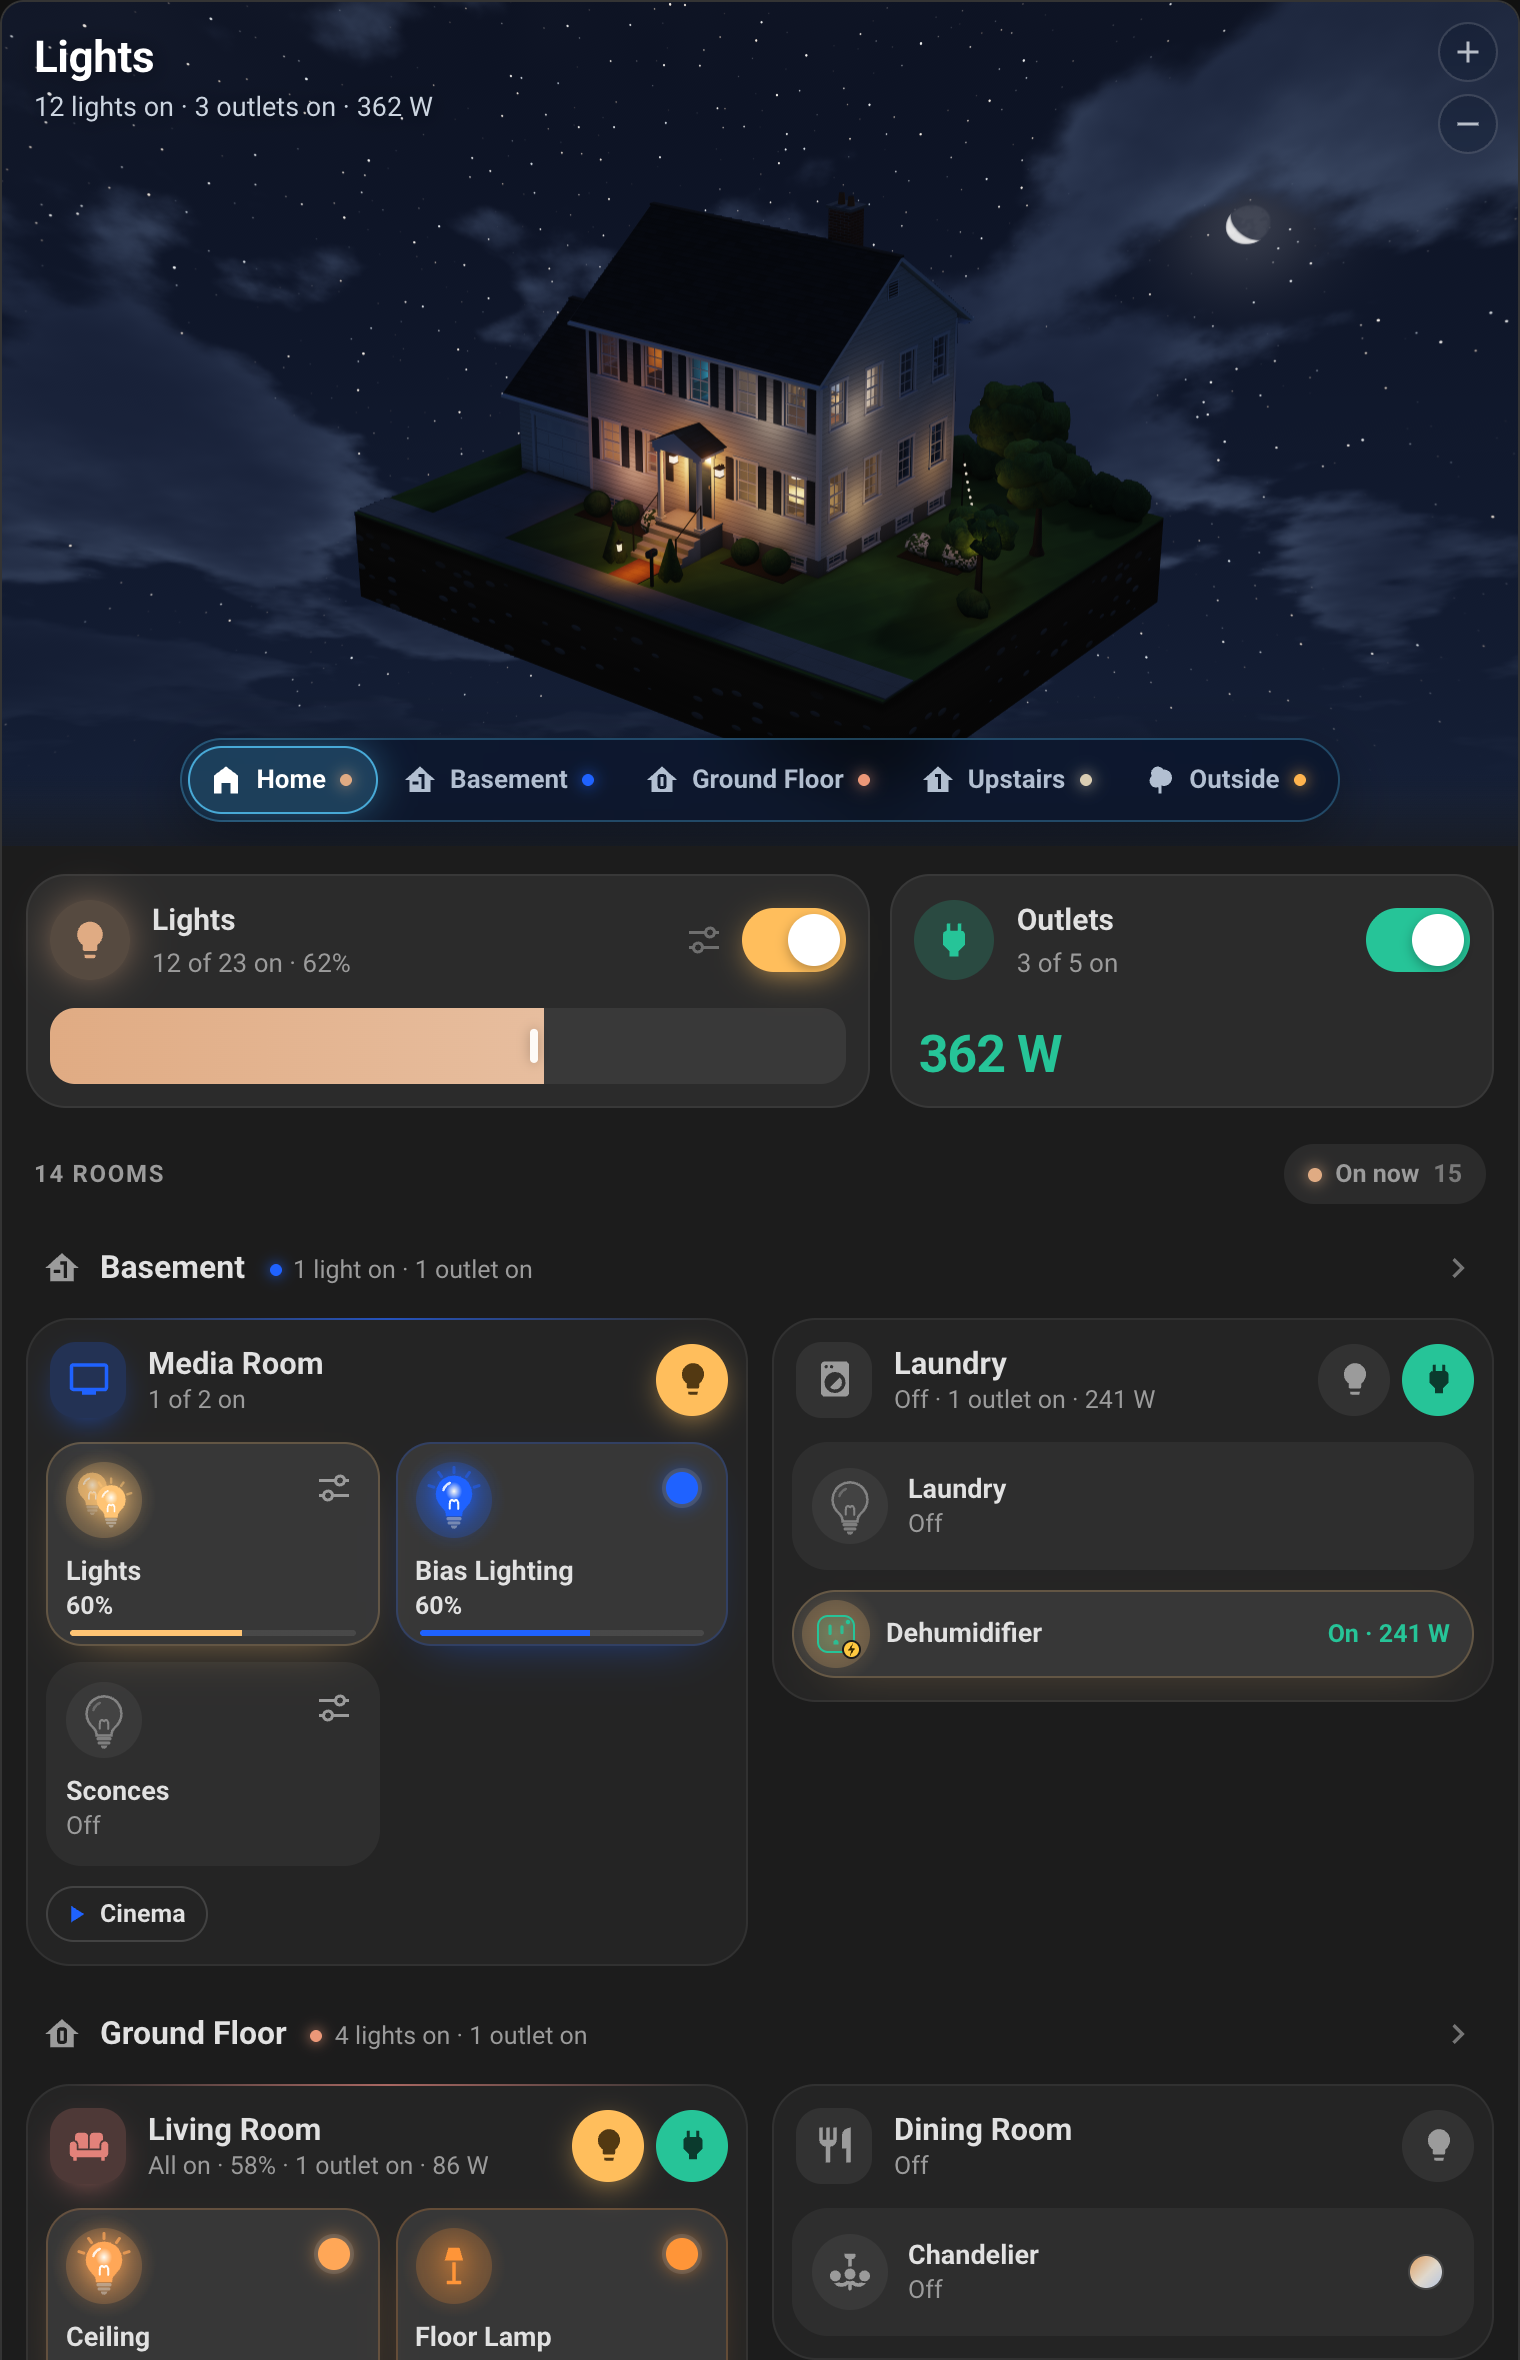 Lights
12 lights on · 3 outlets on · 362 W
Home
Basement
Ground Floor
Upstairs
Outside
Lights
12 of 23 on · 62%
Outlets
3 of 5 on
362 W
14 ROOMS
On now 15
Basement
1 light on · 1 outlet on
Media Room
1 of 2 on
Lights
60%
Bias Lighting
60%
Sconces
Off
Cinema
Laundry
Off · 1 outlet on · 241 W
Laundry
Off
Dehumidifier
On · 241 W
Ground Floor
4 lights on · 1 outlet on
Living Room
All on · 58% · 1 outlet on · 86 W
Ceiling
Floor Lamp
Dining Room
Off
Chandelier
Off